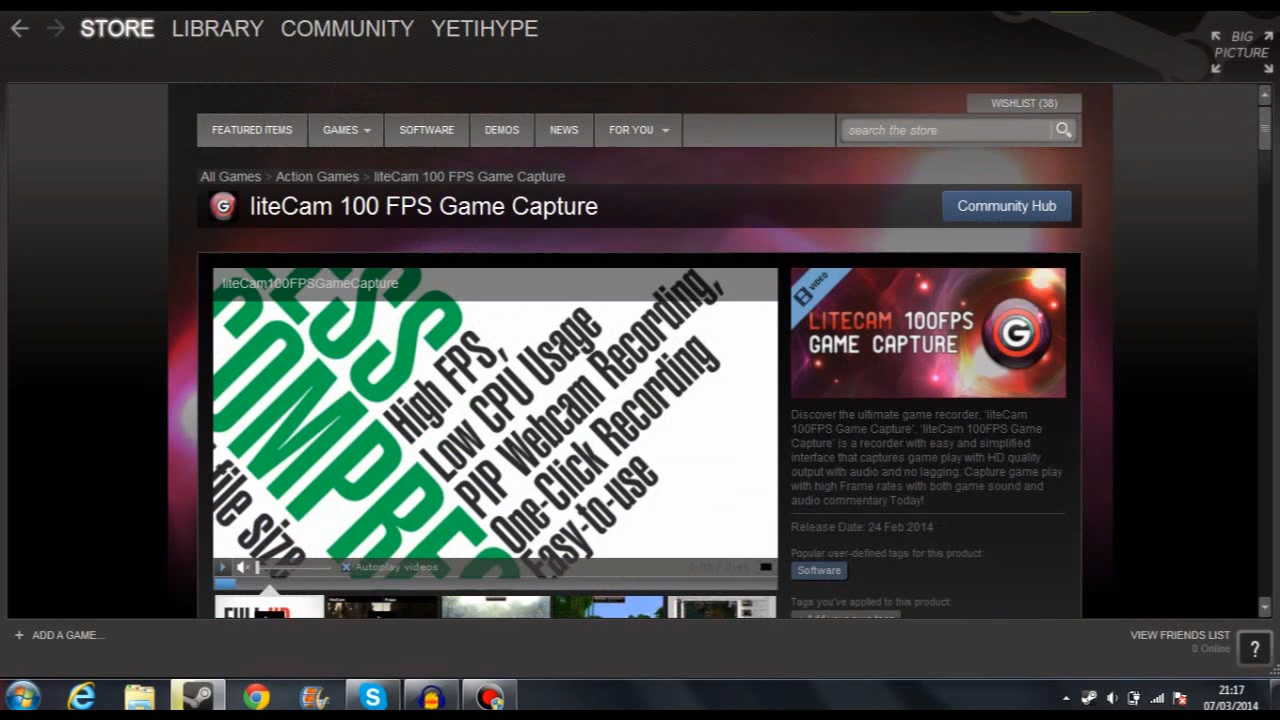 STORE LIBRARY COMMUNITY YETIHYPE
BIG
PICTURE
WISHLIST (38)
FEATURED ITEMS GAMES SOFTWARE DEMOS NEWS FOR YOU search the store
All Games > Action Games > liteCam 100 FPS Game Capture
G liteCam 100 FPS Game Capture Community Hub
liteCam100FPSGameCapture
High FPS,
Low CPU Usage
PIP Webcam Recording,
One-Click Recording
Easy-to-use
file size
Autoplay videos
FULL HD
VIDEO
LITECAM 100FPS
GAME CAPTURE
G
Discover the ultimate game recorder, 'liteCam
100FPS Game Capture'. 'liteCam 100FPS Game
Capture' is a recorder with easy and simplified
interface that captures game play with HD quality
output with audio and no lagging. Capture game play
with high Frame rates with both game sound and
audio commentary Today!
Release Date: 24 Feb 2014
Popular user-defined tags for this product:
Software
Tags you've applied to this product:
+ Add your own tags
+ ADD A GAME...
VIEW FRIENDS LIST
0 Online
?
21:17
07/03/2014